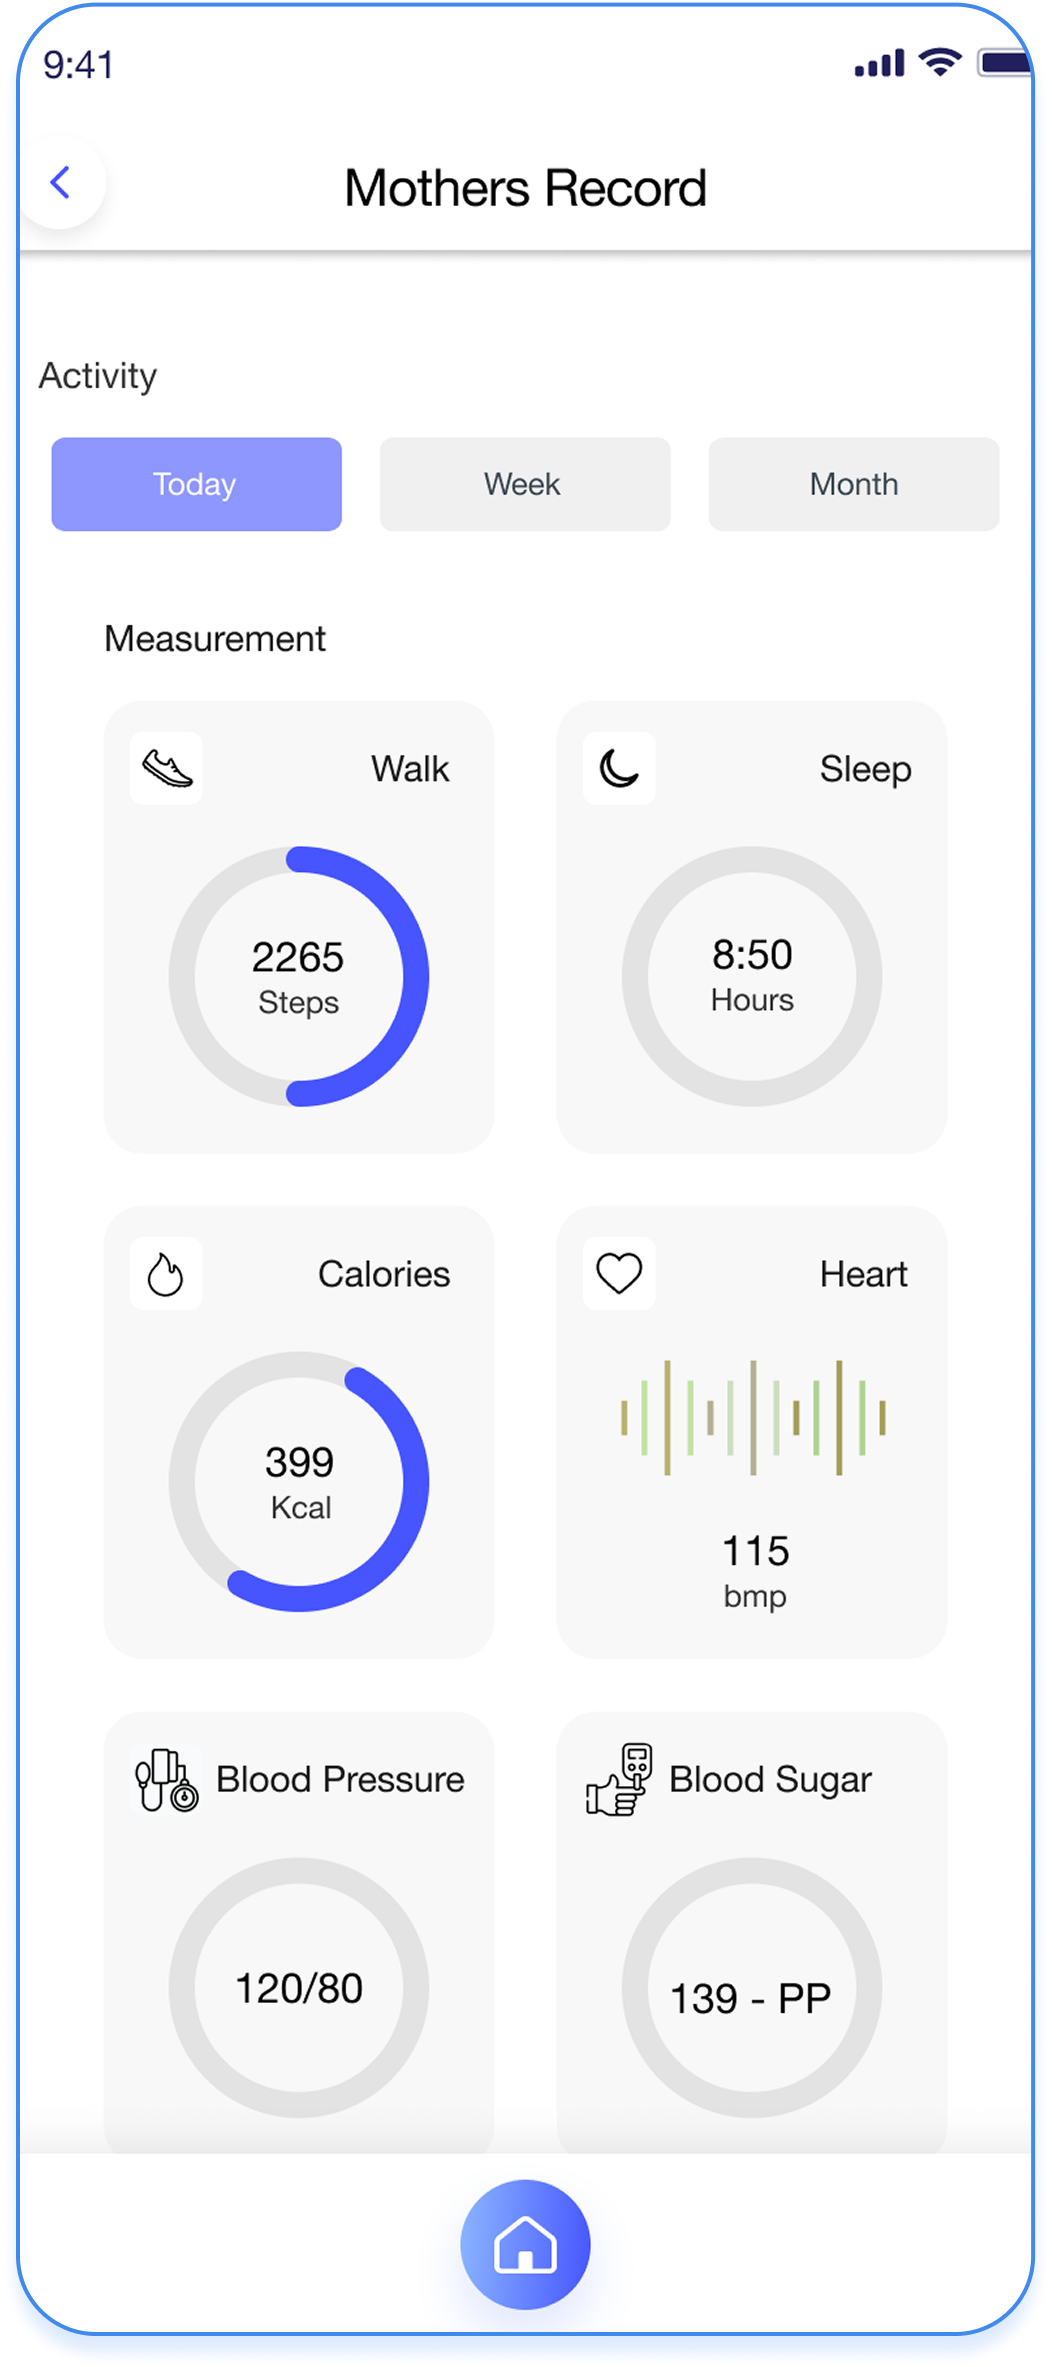 9:41
Mothers Record
Activity
Today
Week
Month
Measurement
Walk
Sleep
2265
Steps
8:50
Hours
Calories
Heart
399
Kcal
115
bmp
Blood Pressure
Blood Sugar
120/80
139 - PP